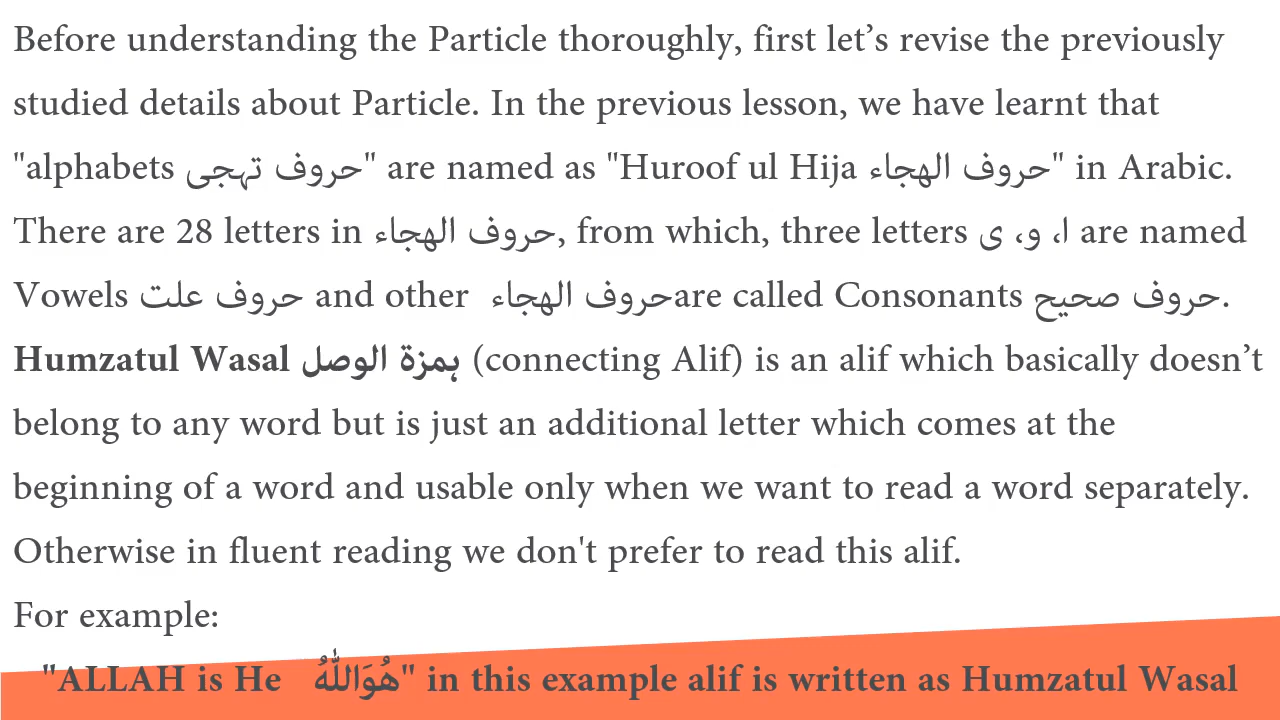 Before understanding the Particle thoroughly, first let’s revise the previously
studied details about Particle. In the previous lesson, we have learnt that
"alphabets حروف تہجی" are named as "Huroof ul Hija حروف الهجاء" in Arabic.
There are 28 letters in حروف الهجاء, from which, three letters ا، و، ی are named
Vowels حروف علت and other حروف الهجاء are called Consonants حروف صحیح.
Humzatul Wasal ہمزة الوصل (connecting Alif) is an alif which basically doesn’t
belong to any word but is just an additional letter which comes at the
beginning of a word and usable only when we want to read a word separately.
Otherwise in fluent reading we don't prefer to read this alif.
For example:
"ALLAH is He هُوَاللّٰهُ" in this example alif is written as Humzatul Wasal